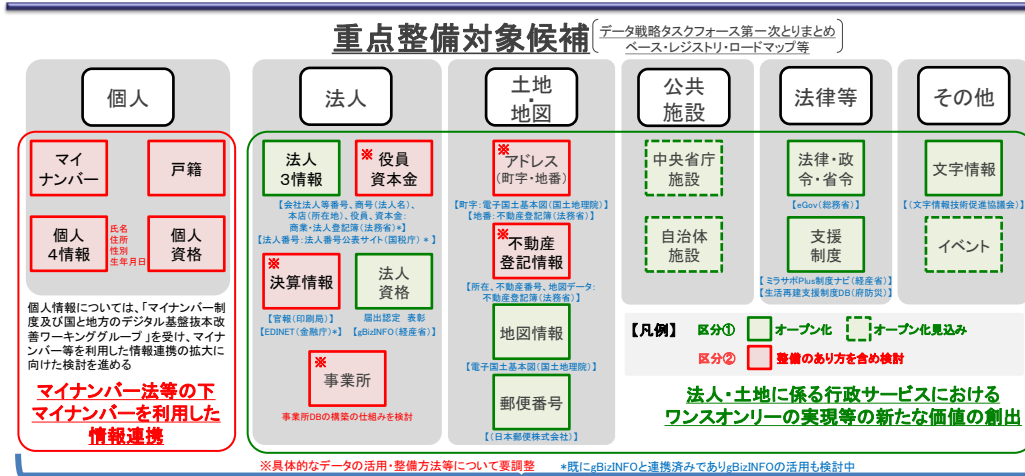 重点整備対象候補
データ戦略タスクフォース第一次とりまとめ
ベース・レジストリ・ロードマップ等
個人
マイ
ナンバー
戸籍
個人
4情報
氏名
住所
性別
生年月日
個人
資格
個人情報については、「マイナンバー制
度及び国と地方のデジタル基盤抜本改
善ワーキンググループ」を受け、マイナ
ンバー等を利用した情報連携の拡大に
向けた検討を進める
マイナンバー法等の下
マイナンバーを利用した
情報連携
法人
法人
3情報
※役員
資本金
【会社法人等番号、商号(法人名)、
本店(所在地)、役員、資本金:
商業・法人登記簿(法務省)*】
【法人番号:法人番号公表サイト(国税庁)*】
※
決算情報
【官報(印刷局)】
【EDINET(金融庁)*】
法人
資格
届出認定 表彰
【gBizINFO(経産省)】
※
事業所
事業所DBの構築の仕組みを検討
土地
・
地図
※
アドレス
(町字・地番)
【町字:電子国土基本図(国土地理院)】
【地番:不動産登記簿(法務省)】
※
不動産
登記情報
【所在、不動産番号、地図データ:
不動産登記簿(法務省)】
地図情報
【電子国土基本図(国土地理院)】
郵便番号
【(日本郵便株式会社)】
公共
施設
中央省庁
施設
自治体
施設
法律等
法律・政
令・省令
【eGov(総務省)】
支援
制度
【ミラサポPlus制度ナビ(経産省)】
【生活再建支援制度DB(府防災)】
その他
文字情報
【(文字情報技術促進協議会)】
イベント
【凡例】 区分① オープン化 オープン化見込み
区分② 整備のあり方を含め検討
法人・土地に係る行政サービスにおける
ワンスオンリーの実現等の新たな価値の創出
※具体的なデータの活用・整備方法等について要調整 *既にgBizINFOと連携済みでありgBizINFOの活用も検討中